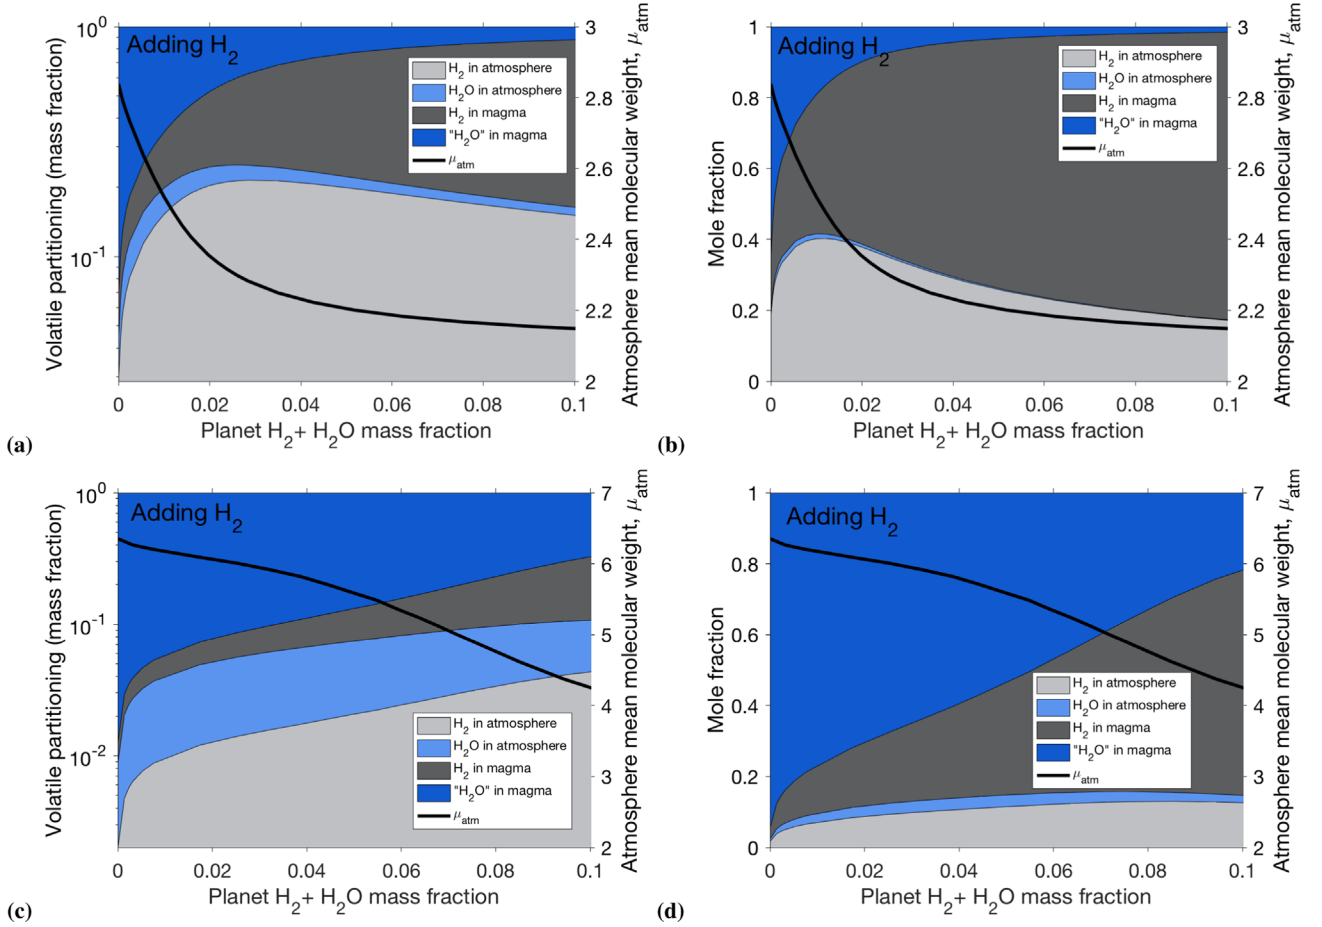 Adding H2
Volatile partitioning (mass fraction)
10^0
10^-1
0
0.02
0.04
0.06
0.08
0.1
Planet H2+ H2O mass fraction
3
2.8
2.6
2.4
2.2
2
Atmosphere mean molecular weight, μatm
H2 in atmosphere
H2O in atmosphere
H2 in magma
"H2O" in magma
μatm
(a)
Adding H2
Mole fraction
1
0.8
0.6
0.4
0.2
0
0
0.02
0.04
0.06
0.08
0.1
Planet H2+ H2O mass fraction
3
2.8
2.6
2.4
2.2
2
Atmosphere mean molecular weight, μatm
H2 in atmosphere
H2O in atmosphere
H2 in magma
"H2O" in magma
μatm
(b)
Adding H2
Volatile partitioning (mass fraction)
10^0
10^-1
10^-2
0
0.02
0.04
0.06
0.08
0.1
Planet H2+ H2O mass fraction
7
6
5
4
3
2
Atmosphere mean molecular weight, μatm
H2 in atmosphere
H2O in atmosphere
H2 in magma
"H2O" in magma
μatm
(c)
Adding H2
Mole fraction
1
0.8
0.6
0.4
0.2
0
0
0.02
0.04
0.06
0.08
0.1
Planet H2+ H2O mass fraction
7
6
5
4
3
2
Atmosphere mean molecular weight, μatm
H2 in atmosphere
H2O in atmosphere
H2 in magma
"H2O" in magma
μatm
(d)